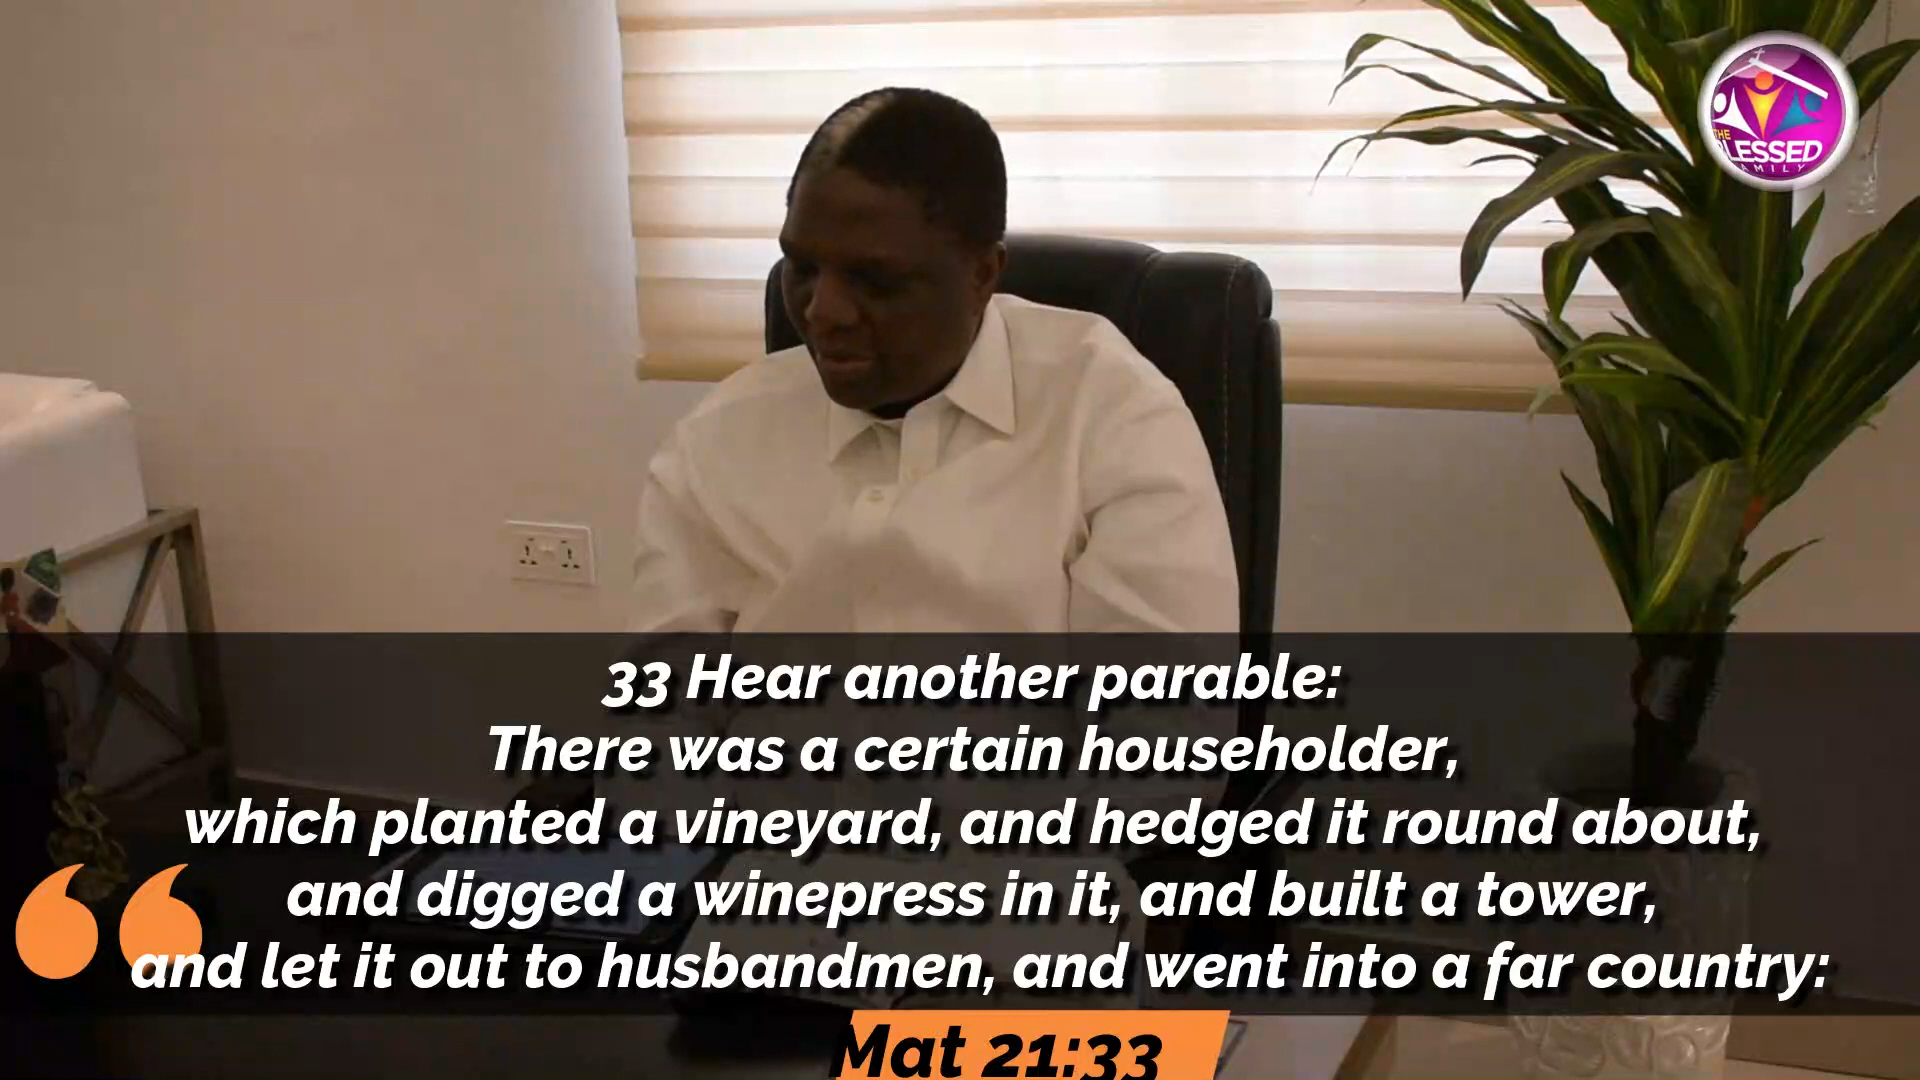 THE
LESSED
AMILY
33 Hear another parable:
There was a certain householder,
which planted a vineyard, and hedged it round about,
and digged a winepress in it, and built a tower,
and let it out to husbandmen, and went into a far country:
Mat 21:33